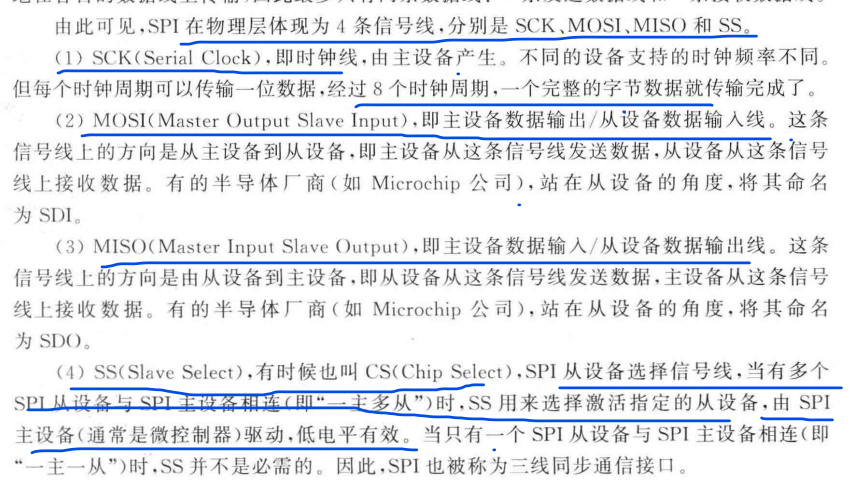 由此可见,SPI 在物理层体现为 4 条信号线,分别是 SCK、MOSI、MISO 和 SS。
(1) SCK(Serial Clock),即时钟线,由主设备产生。不同的设备支持的时钟频率不同。
但每个时钟周期可以传输一位数据,经过 8 个时钟周期,一个完整的字节数据就传输完成了。
(2) MOSI(Master Output Slave Input),即主设备数据输出/从设备数据输入线。这条
信号线上的方向是从主设备到从设备,即主设备从这条信号线发送数据,从设备从这条信号
线上接收数据。有的半导体厂商(如 Microchip 公司),站在从设备的角度,将其命名
为 SDI。
(3) MISO(Master Input Slave Output),即主设备数据输入/从设备数据输出线。这条
信号线上的方向是由从设备到主设备,即从设备从这条信号线发送数据,主设备从这条信号
线上接收数据。有的半导体厂商(如 Microchip 公司),站在从设备的角度,将其命名
为 SDO。
(4) SS(Slave Select),有时候也叫 CS(Chip Select),SPI 从设备选择信号线,当有多个
SPI 从设备与 SPI 主设备相连(即“一主多从”)时,SS 用来选择激活指定的从设备,由 SPI
主设备(通常是微控制器)驱动,低电平有效。当只有一个 SPI 从设备与 SPI 主设备相连(即
“一主一从”)时,SS 并不是必需的。因此,SPI 也被称为三线同步通信接口。